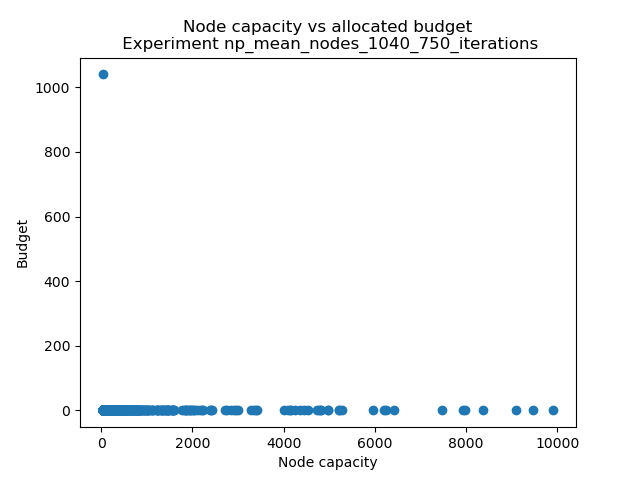 Node capacity vs allocated budget
Experiment np_mean_nodes_1040_750_iterations
1000
800
600
400
200
0
Budget
0 2000 4000 6000 8000 10000
Node capacity